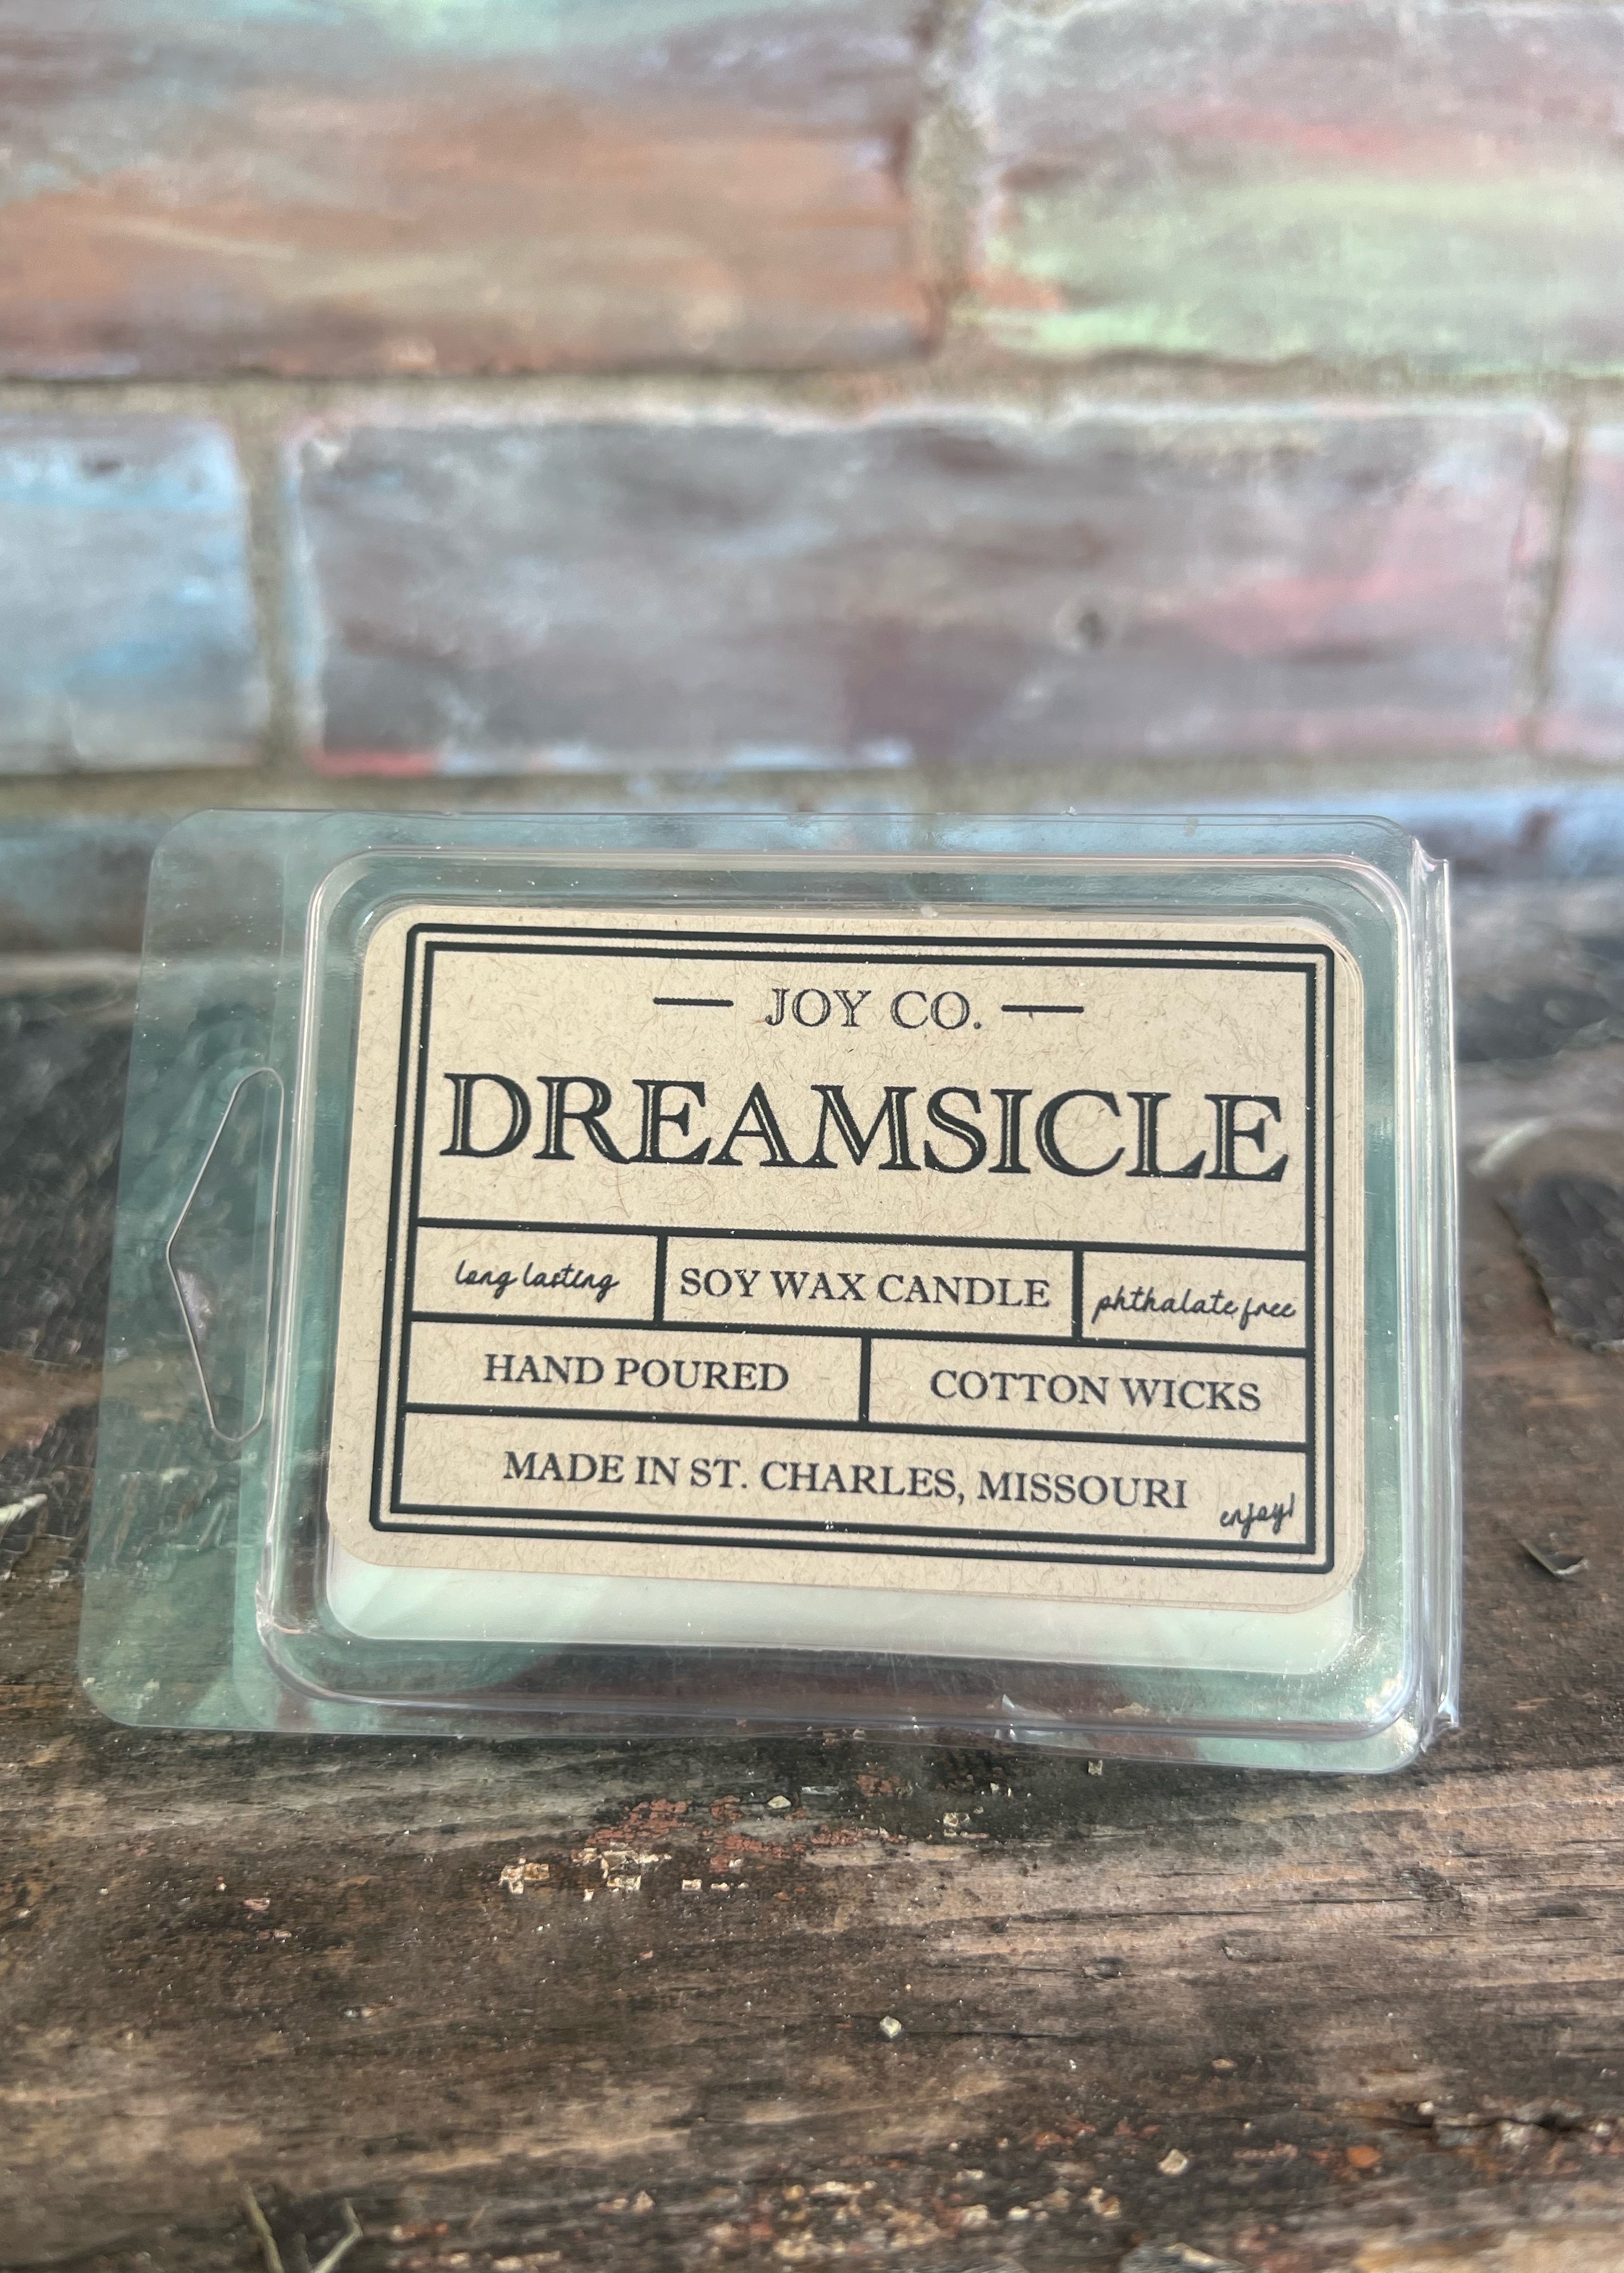 JOY CO.
DREAMSICLE
long lasting
SOY WAX CANDLE
phthalate free
HAND POURED
COTTON WICKS
MADE IN ST. CHARLES, MISSOURI
enjoy!